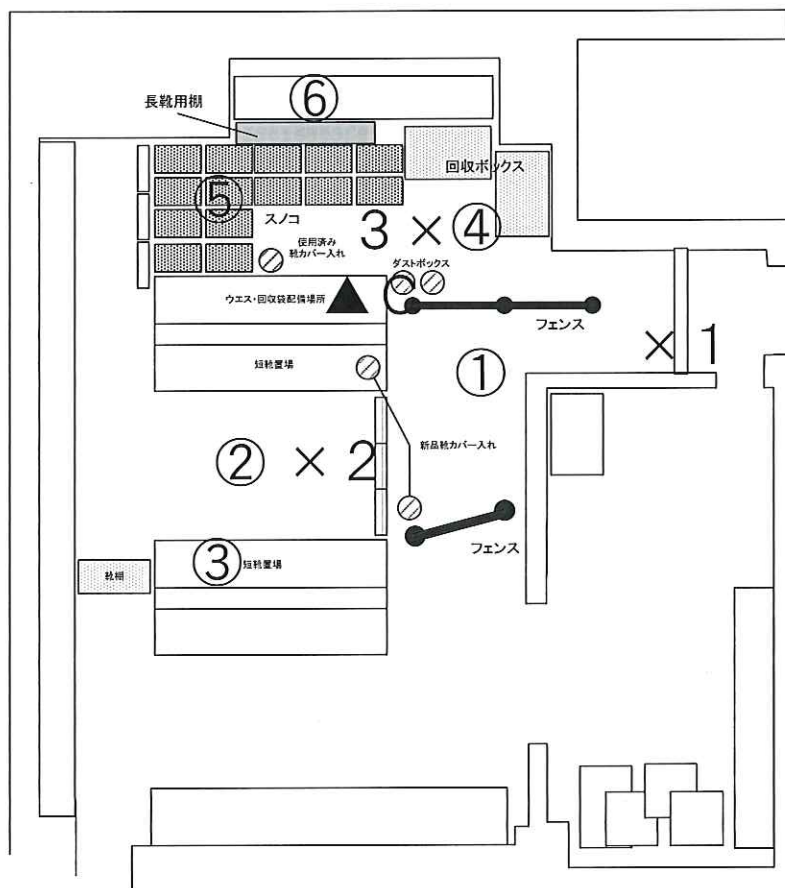 ⑥
長靴用棚
回収ボックス
⑤
スノコ
3 × ④
使用済み
靴カバー入れ
ダストボックス
ウエス・回収袋配備場所
フェンス
× 1
短靴置場
①
新品靴カバー入れ
② × 2
フェンス
③
短靴置場
靴棚